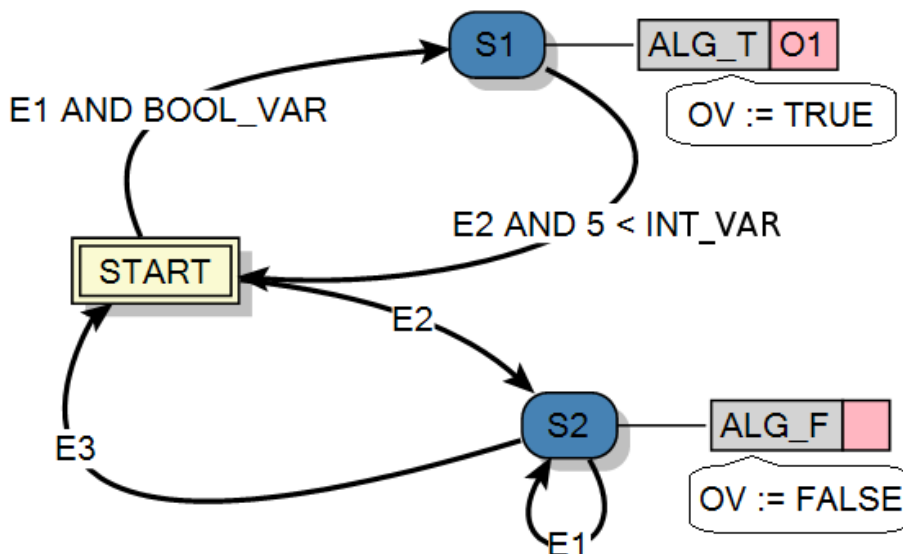 S1
ALG_T O1
OV := TRUE
E1 AND BOOL_VAR
E2 AND 5 < INT_VAR
START
E2
S2
ALG_F
OV := FALSE
E3
E1